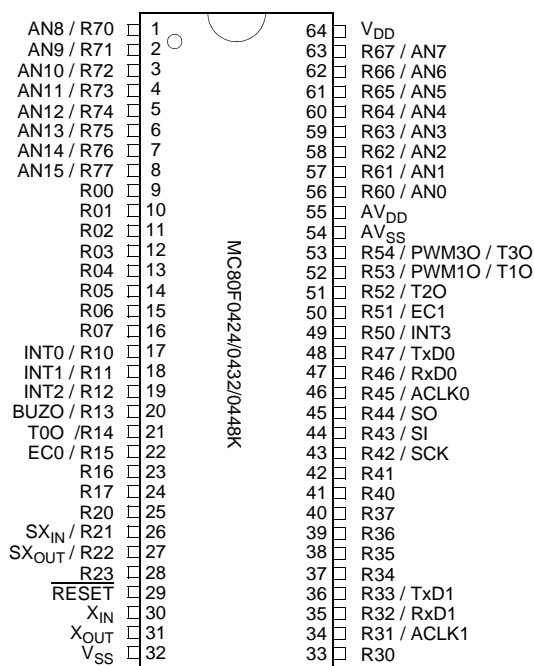 AN8 / R70 1 64 VDD
AN9 / R71 2 63 R67 / AN7
AN10 / R72 3 62 R66 / AN6
AN11 / R73 4 61 R65 / AN5
AN12 / R74 5 60 R64 / AN4
AN13 / R75 6 59 R63 / AN3
AN14 / R76 7 58 R62 / AN2
AN15 / R77 8 57 R61 / AN1
R00 9 56 R60 / AN0
R01 10 55 AVDD
R02 11 54 AVSS
R03 12 53 R54 / PWM3O / T3O
R04 13 52 R53 / PWM1O / T1O
R05 14 51 R52 / T2O
R06 15 50 R51 / EC1
R07 16 49 R50 / INT3
INT0 / R10 17 48 R47 / TxD0
INT1 / R11 18 47 R46 / RxD0
INT2 / R12 19 46 R45 / ACLK0
BUZO / R13 20 45 R44 / SO
T0O /R14 21 44 R43 / SI
EC0 / R15 22 43 R42 / SCK
R16 23 42 R41
R17 24 41 R40
R20 25 40 R37
SXIN / R21 26 39 R36
SXOUT / R22 27 38 R35
R23 28 37 R34
RESET 29 36 R33 / TxD1
XIN 30 35 R32 / RxD1
XOUT 31 34 R31 / ACLK1
VSS 32 33 R30
MC80F0424/0432/0448K